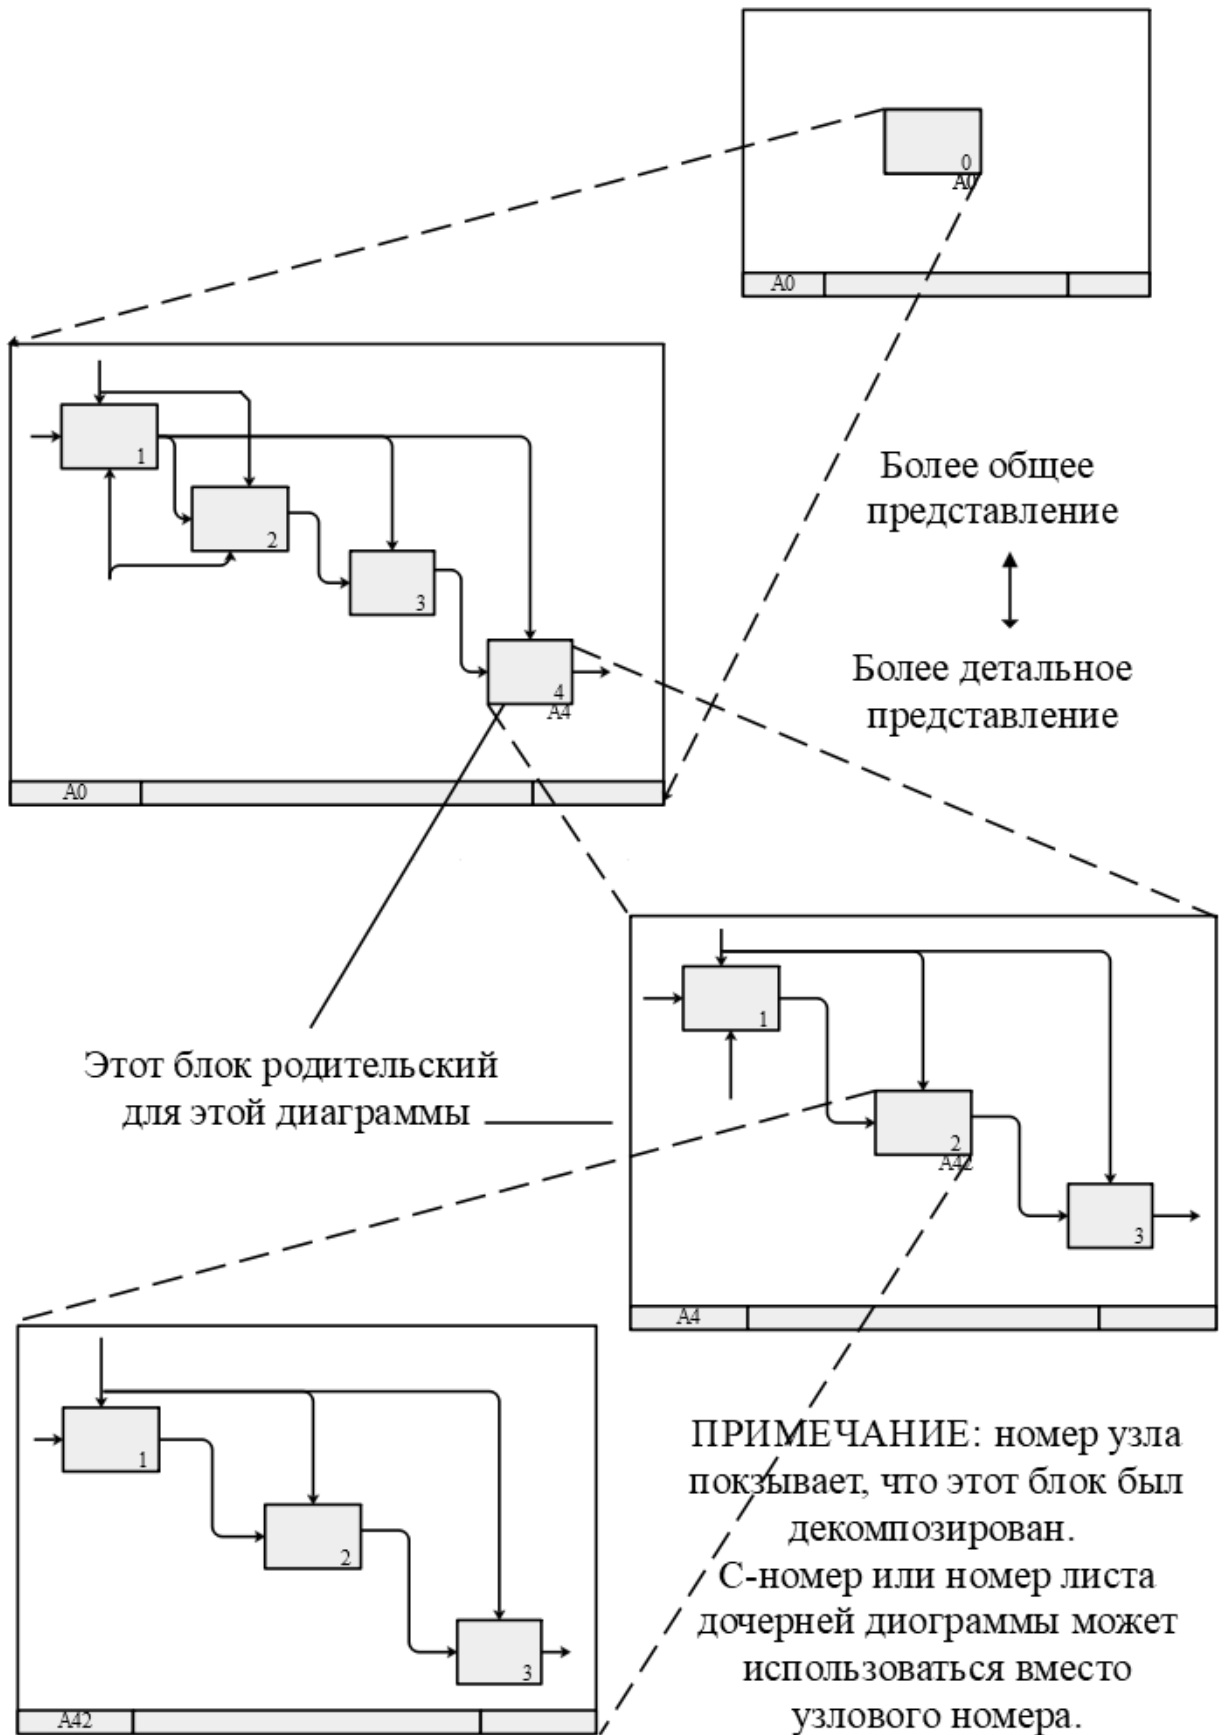 0
A0
A0
1
2
3
4
A4
A0
Более общее
представление
Более детальное
представление
Этот блок родительский
для этой диаграммы
1
2
A42
3
A4
1
2
3
A42
ПРИМЕЧАНИЕ: номер узла
покзывает, что этот блок был
декомпозирован.
С-номер или номер листа
дочерней диограммы может
использоваться вместо
узлового номера.